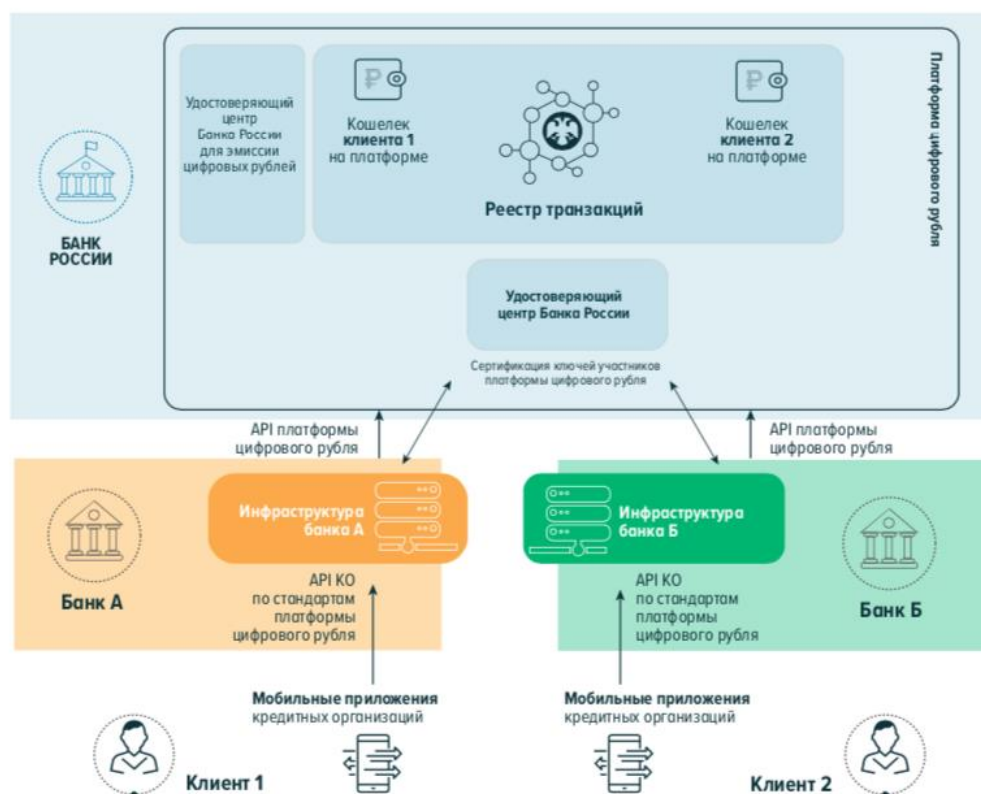 Платформа цифрового рубля
Удостоверяющий
центр
Банка России
для эмиссии
цифровых рублей
₽
Кошелек
клиента 1
на платформе
₽
Кошелек
клиента 2
на платформе
Реестр транзакций
БАНК
РОССИИ
Удостоверяющий
центр Банка России
Сертификация ключей участников
платформы цифрового рубля
API платформы
цифрового рубля
API платформы
цифрового рубля
Инфраструктура
банка А
Инфраструктура
банка Б
Банк А
API КО
по стандартам
платформы
цифрового рубля
API КО
по стандартам
платформы
цифрового рубля
Банк Б
Мобильные приложения
кредитных организаций
Мобильные приложения
кредитных организаций
Клиент 1
Клиент 2